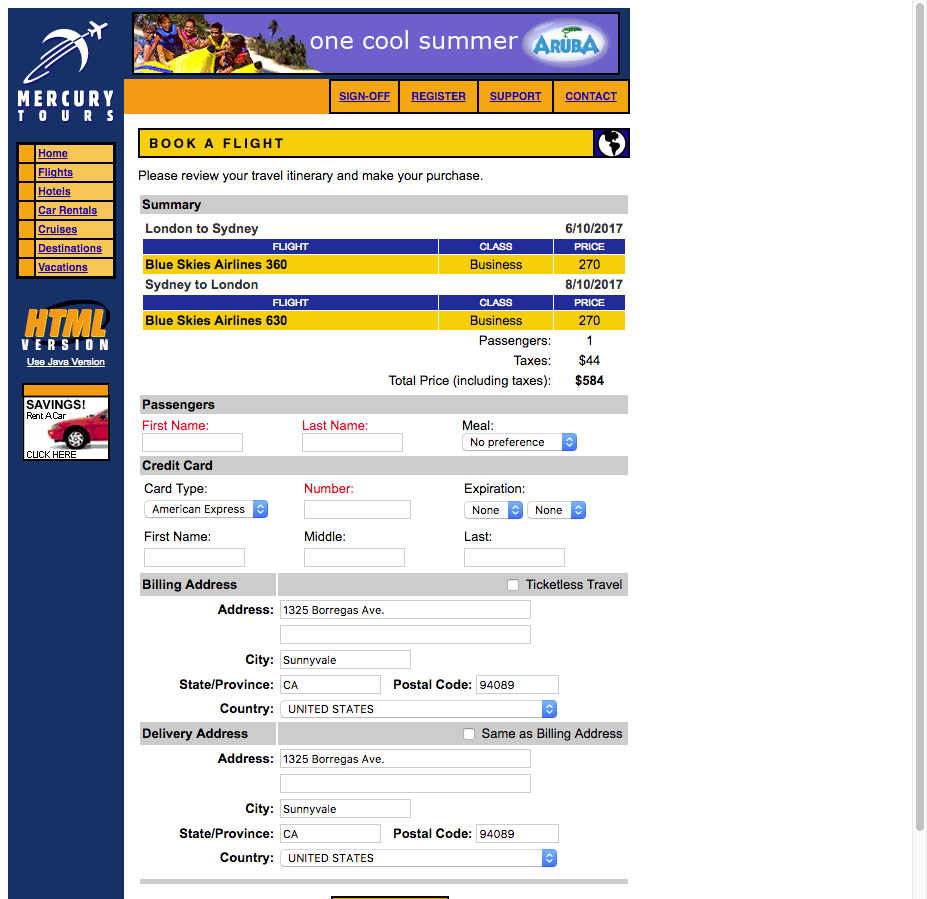 one cool summer ARUBA
MERCURY
TOURS
SIGN-OFF REGISTER SUPPORT CONTACT
Home
Flights
Hotels
Car Rentals
Cruises
Destinations
Vacations
HTML
VERSION
Use Java Version
SAVINGS!
Rent A Car
CLICK HERE
BOOK A FLIGHT
Please review your travel itinerary and make your purchase.
Summary
London to Sydney 6/10/2017
FLIGHT CLASS PRICE
Blue Skies Airlines 360 Business 270
Sydney to London 8/10/2017
FLIGHT CLASS PRICE
Blue Skies Airlines 630 Business 270
Passengers: 1
Taxes: $44
Total Price (including taxes): $584
Passengers
First Name: Last Name: Meal:
No preference
Credit Card
Card Type: Number: Expiration:
American Express None None
First Name: Middle: Last:
Billing Address Ticketless Travel
Address: 1325 Borregas Ave.
City: Sunnyvale
State/Province: CA Postal Code: 94089
Country: UNITED STATES
Delivery Address Same as Billing Address
Address: 1325 Borregas Ave.
City: Sunnyvale
State/Province: CA Postal Code: 94089
Country: UNITED STATES